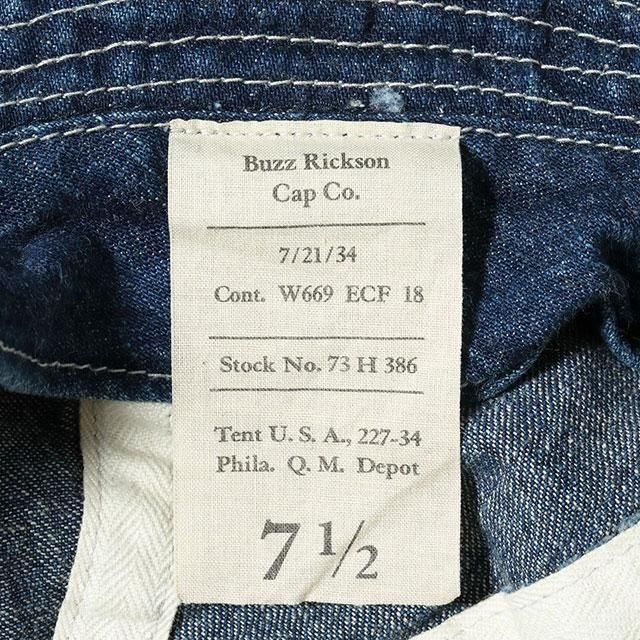 Buzz Rickson
Cap Co.
7/21/34
Cont. W669 ECF 18
Stock No. 73 H 386
Tent U. S. A., 227-34
Phila. Q. M. Depot
7 1/2